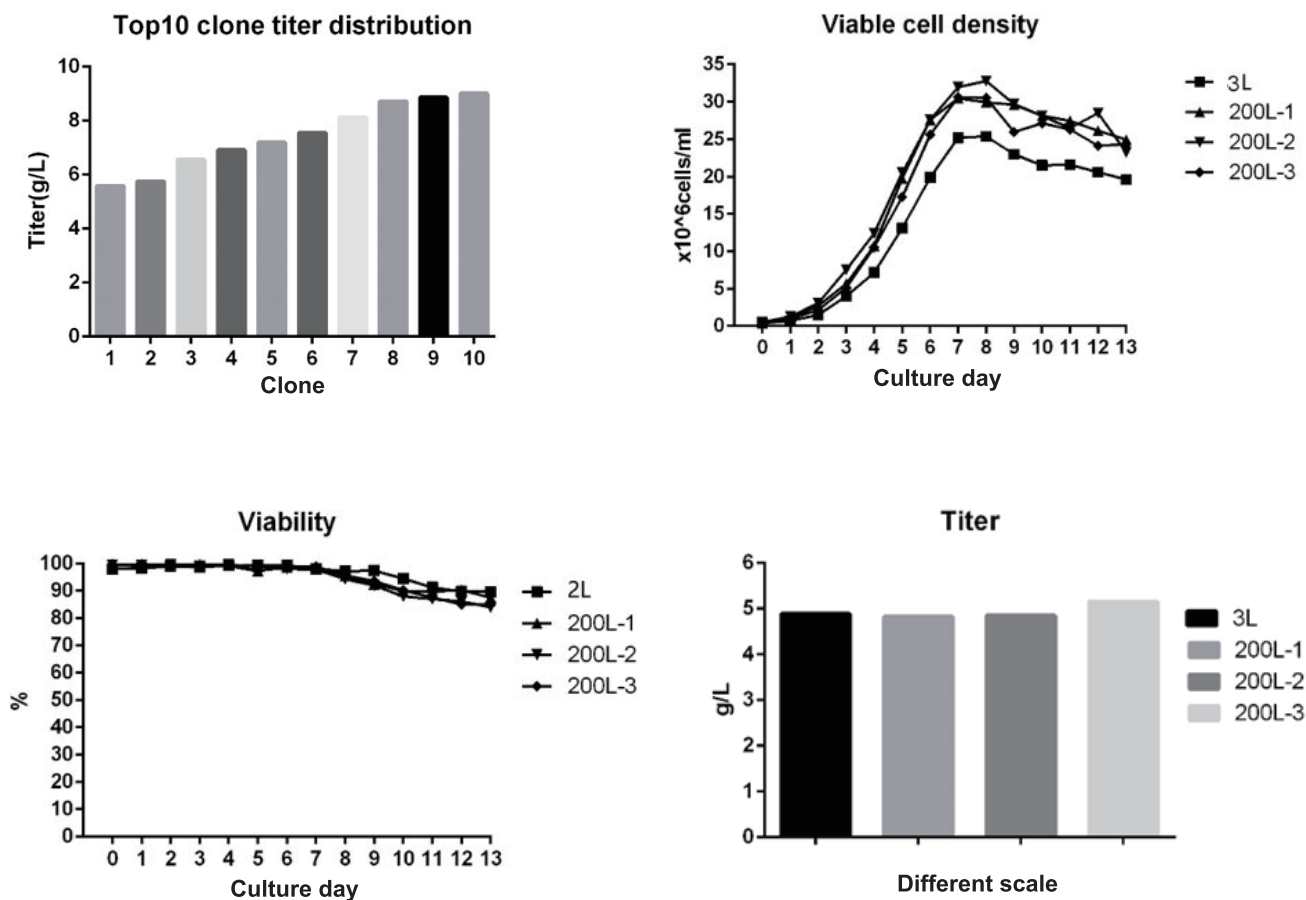 Top10 clone titer distribution
10
8
6
4
2
0
Titer(g/L)
1 2 3 4 5 6 7 8 9 10
Clone
Viable cell density
35
30
25
20
15
10
5
0
x10^6cells/ml
0 1 2 3 4 5 6 7 8 9 10 11 12 13
Culture day
3L
200L-1
200L-2
200L-3
Viability
100
90
80
70
60
50
40
30
20
10
0
%
0 1 2 3 4 5 6 7 8 9 10 11 12 13
Culture day
2L
200L-1
200L-2
200L-3
Titer
6
5
4
3
2
1
0
g/L
Different scale
3L
200L-1
200L-2
200L-3